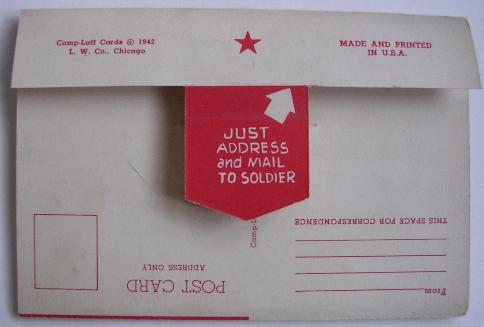 Camp-Laff Cards © 1942
L. W. Co., Chicago
MADE AND PRINTED
IN U.S.A.
JUST
ADDRESS
and MAIL
TO SOLDIER
Camp-L
POST CARD
ADDRESS ONLY
THIS SPACE FOR CORRESPONDENCE
From